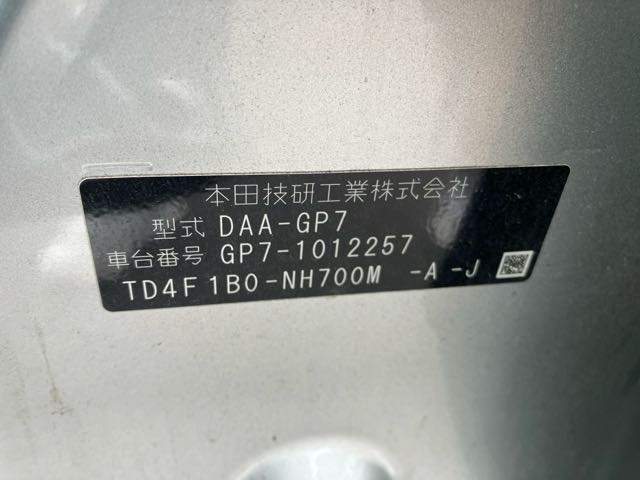 本田技研工業株式会社
型式 DAA-GP7
車台番号 GP7-1012257
TD4F1B0-NH700M -A -J